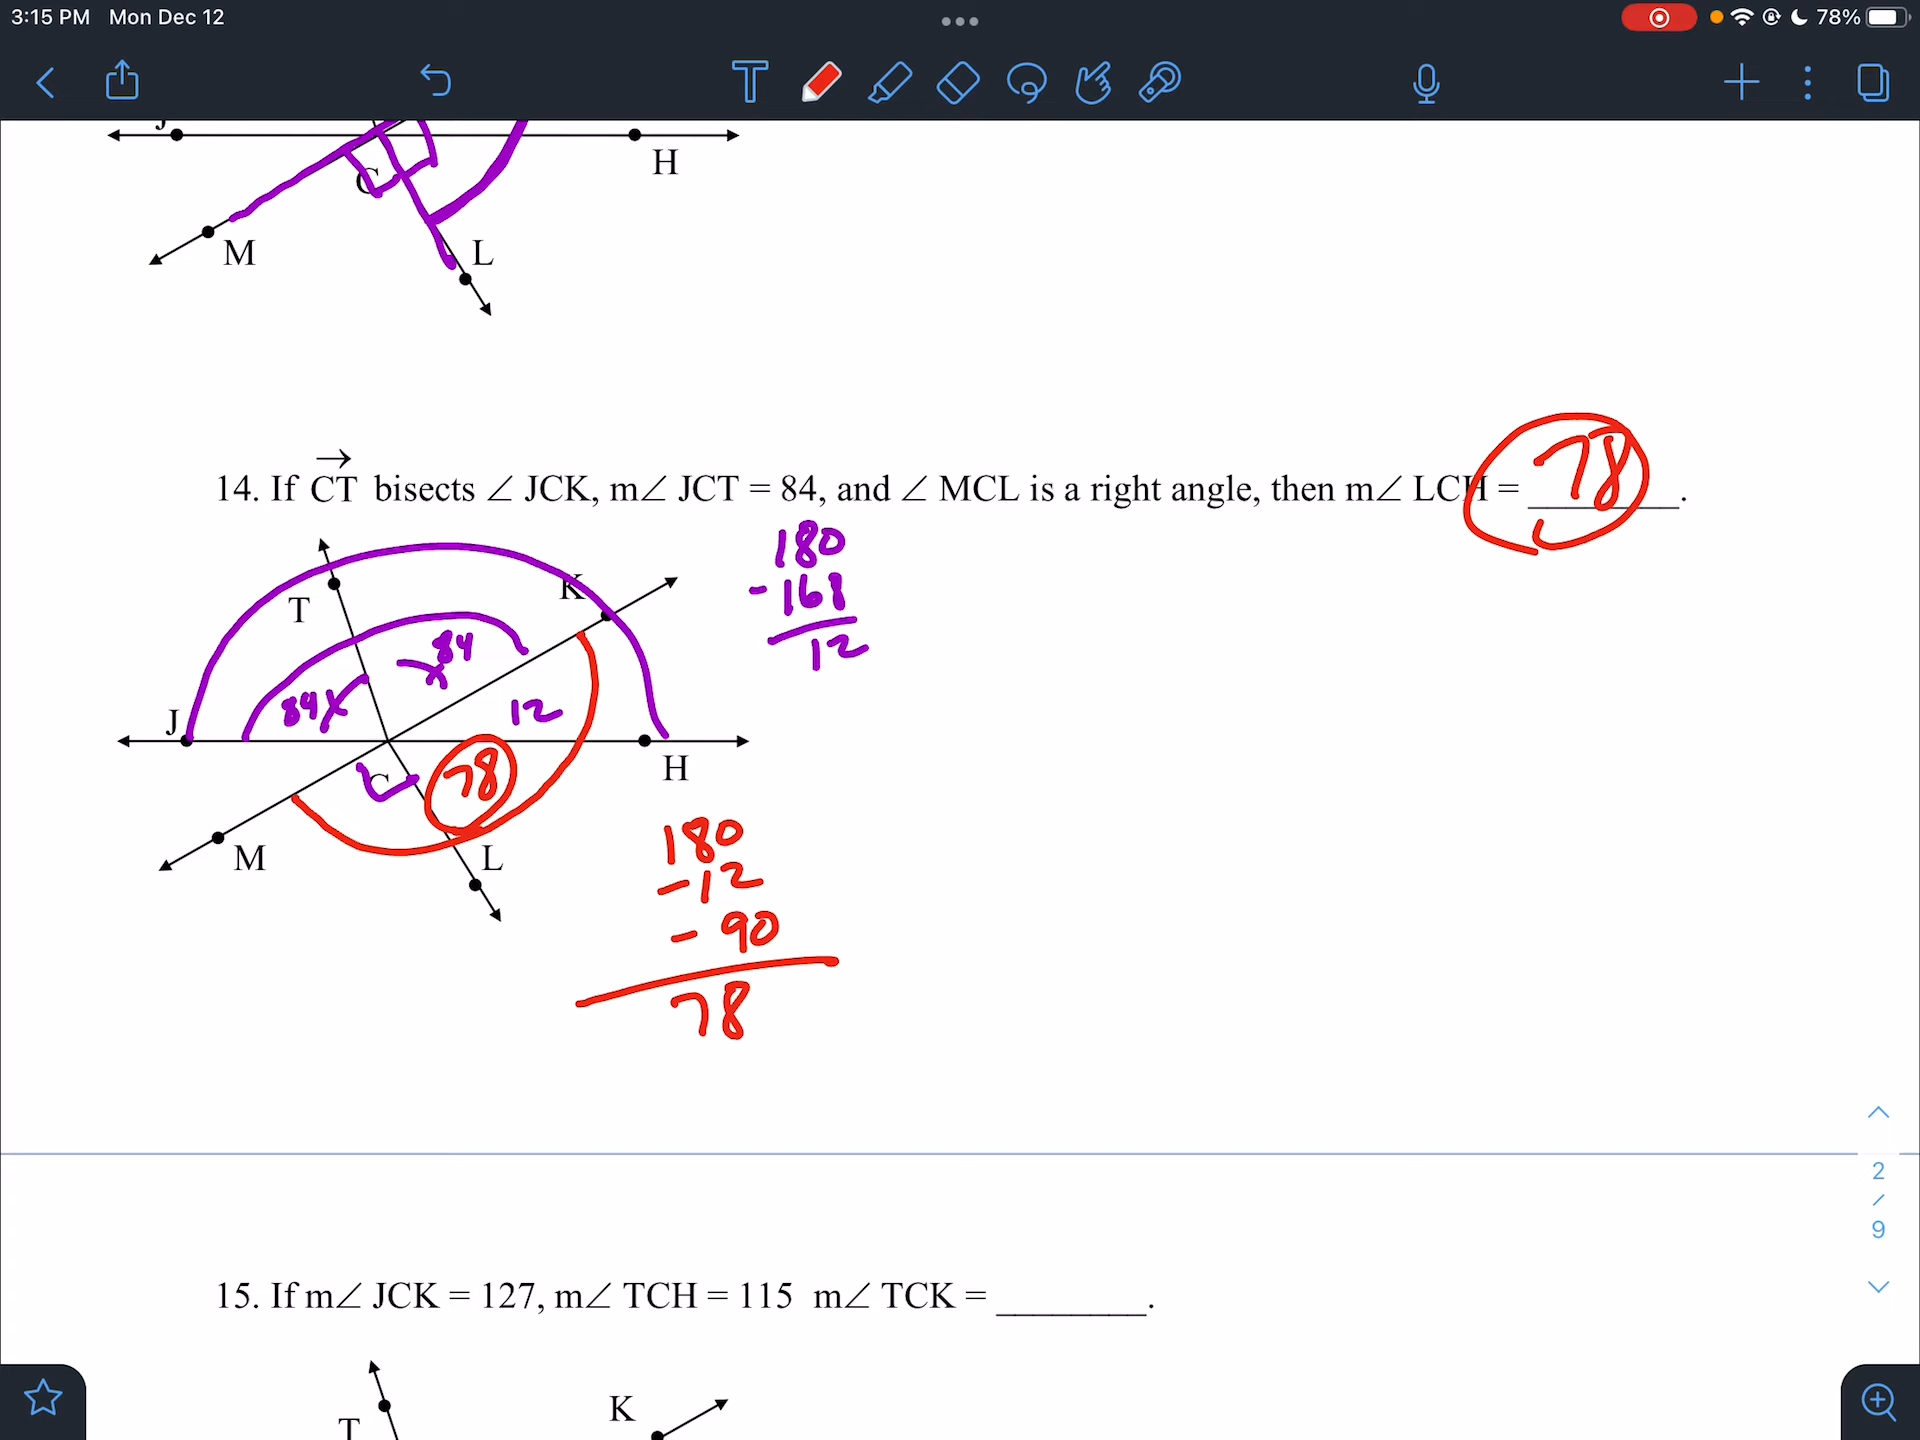 3:15 PM Mon Dec 12
78%
J
H
C
M
L
14. If CT bisects ∠ JCK, m∠ JCT = 84, and ∠ MCL is a right angle, then m∠ LCH = 78.
180
-168
12
T
K
84
x
84x
12
J
H
C
78
M
L
180
-12
- 90
78
2
/
9
15. If m∠ JCK = 127, m∠ TCH = 115 m∠ TCK = ________.
T
K